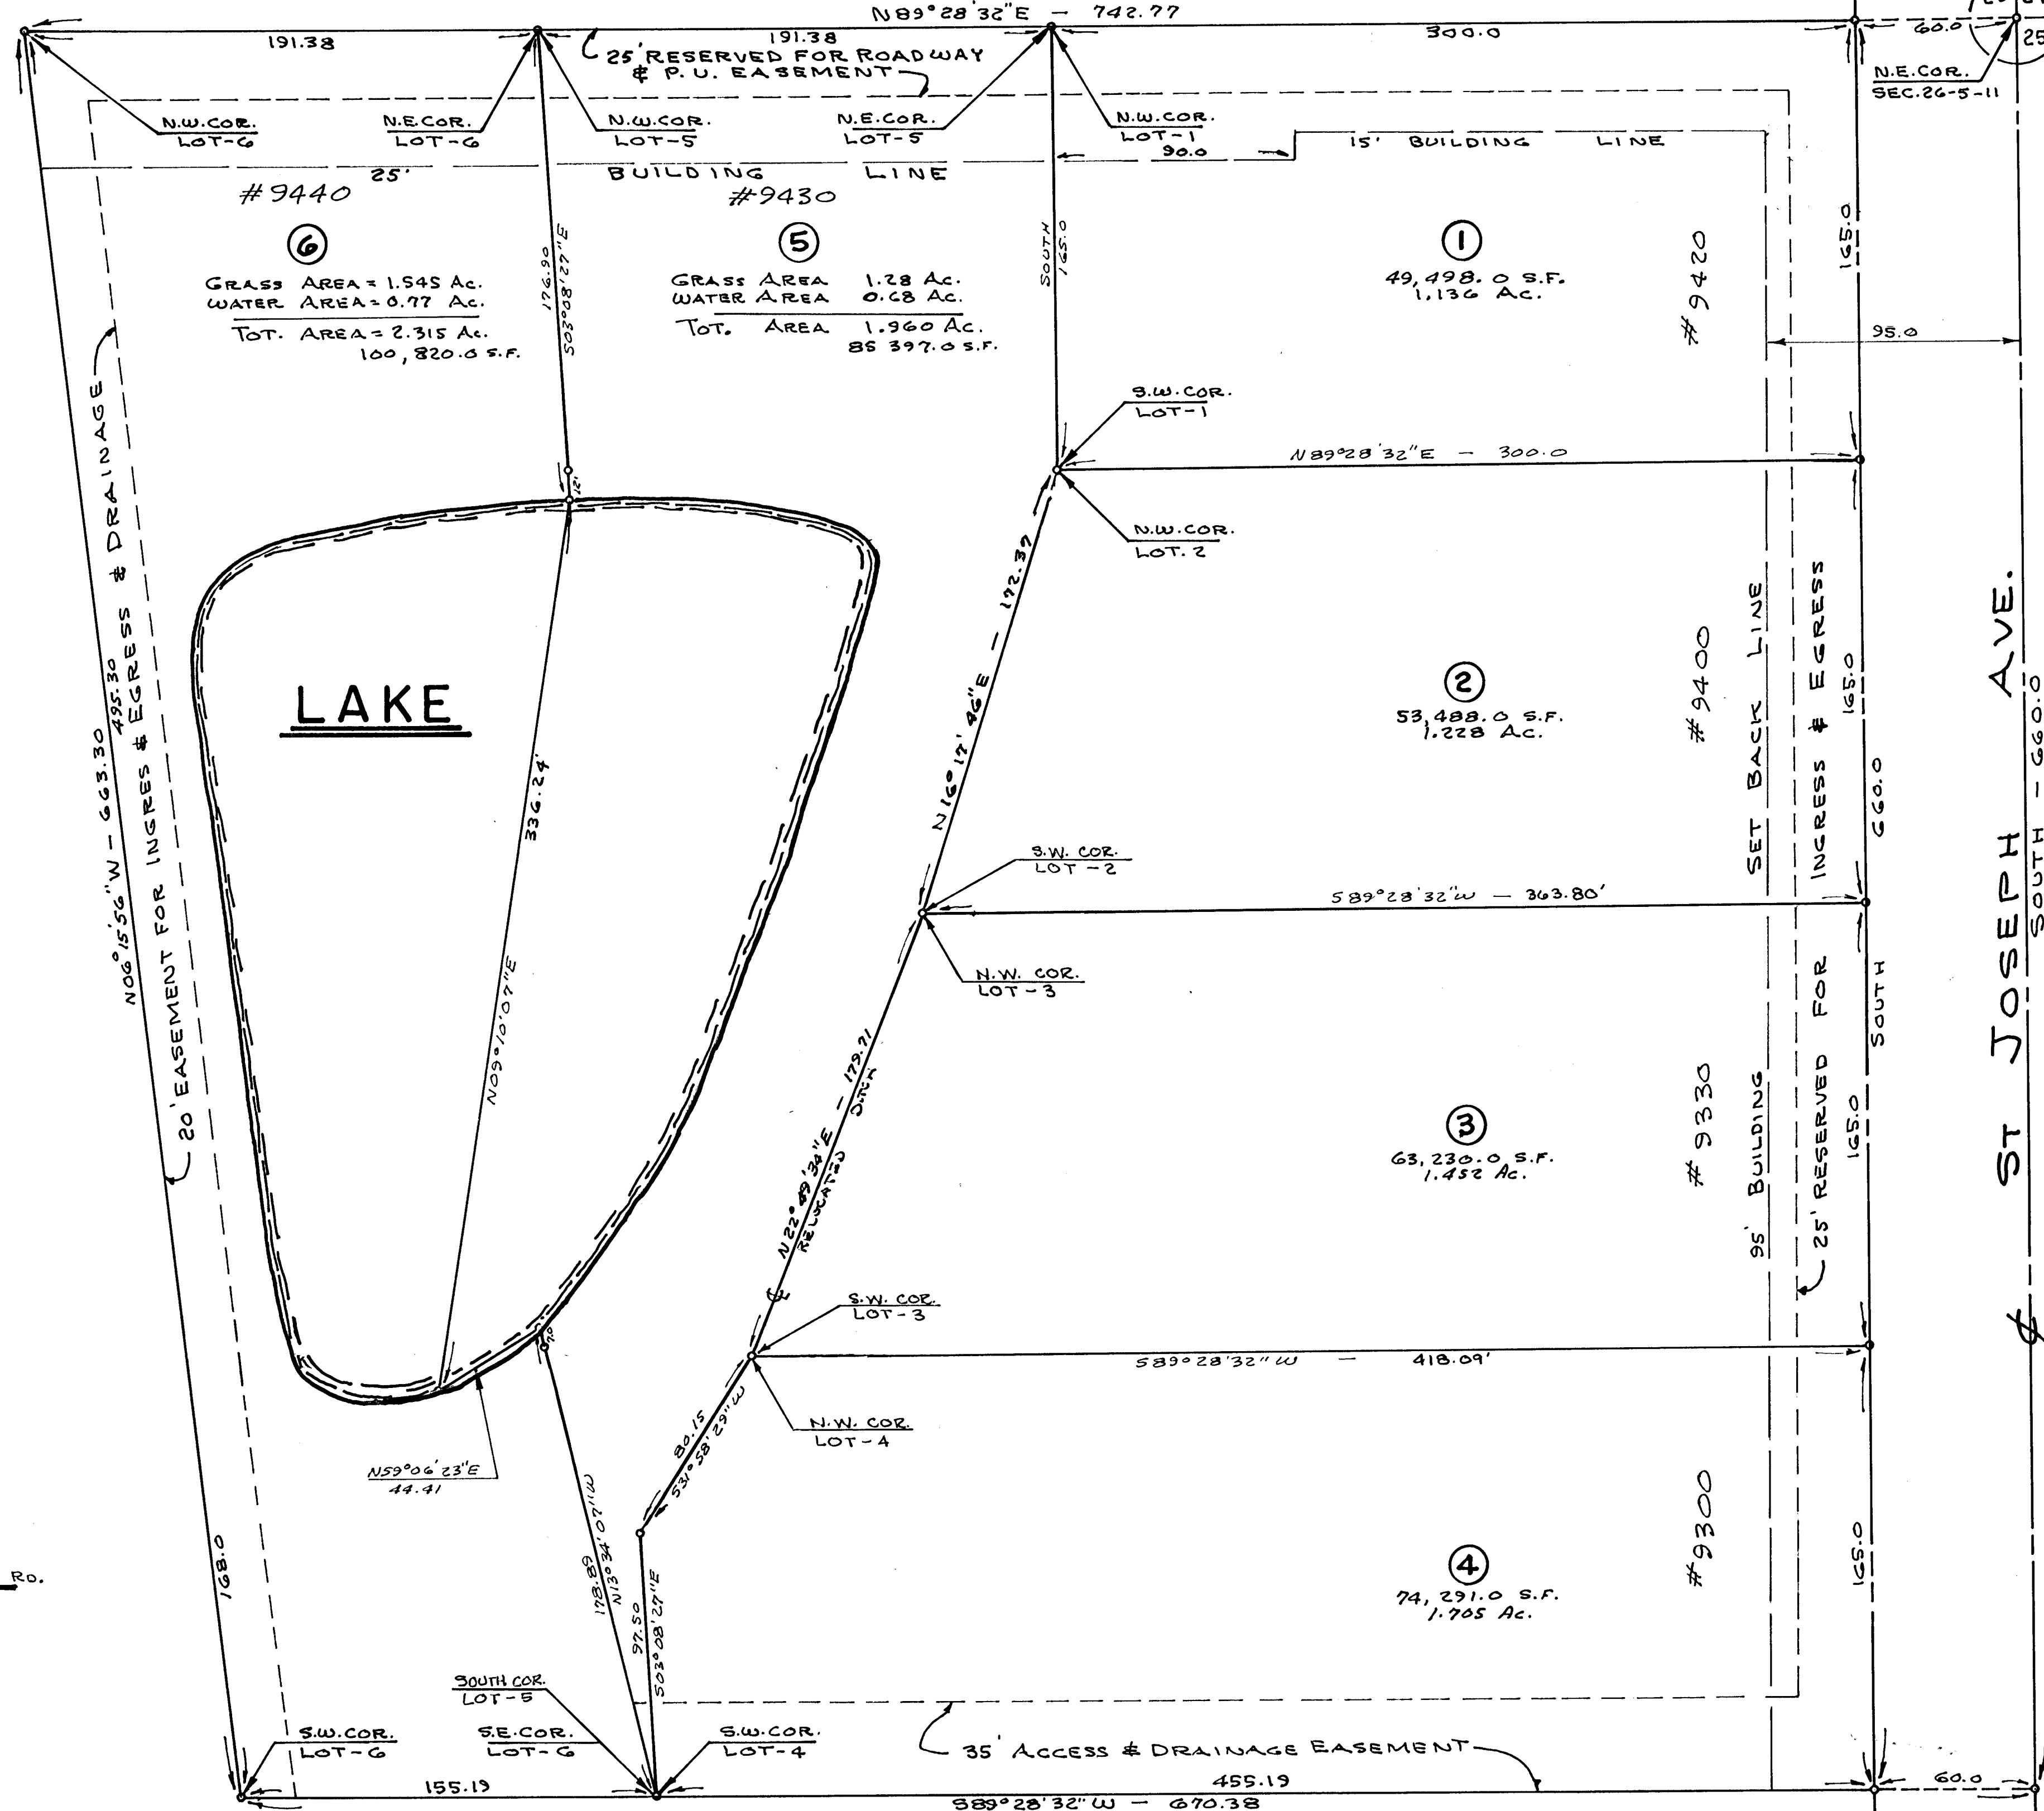 N89°28'32"E - 742.77
191.38
191.38
300.0
60.0
25
25' RESERVED FOR ROADWAY
& P.U. EASEMENT
N.E.COR.
SEC.26-5-11
N.W.COR.
LOT-6
N.E.COR.
LOT-6
N.W.COR.
LOT-5
N.E.COR.
LOT-5
N.W.COR.
LOT-1
90.0
15' BUILDING LINE
25' BUILDING LINE
#9440
#9430
6
GRASS AREA = 1.545 AC.
WATER AREA = 0.77 AC.
TOT. AREA = 2.315 AC.
100,820.0 S.F.
176.90
S03°08'27"E
12'
5
GRASS AREA 1.28 AC.
WATER AREA 0.68 AC.
TOT. AREA 1.960 AC.
85 397.0 S.F.
SOUTH
165.0
1
49,498.0 S.F.
1.136 AC.
#9420
165.0
95.0
S.W.COR.
LOT-1
N89°28'32"E - 300.0
N.W.COR.
LOT.2
N16°17'46"E - 172.39
LAKE
336.24'
N09°10'07"E
N06°15'56"W - 663.30
495.30
20' EASEMENT FOR INGRES & EGRESS & DRAINAGE
2
53,488.0 S.F.
1.228 AC.
#9400
165.0
660.0
S.W. COR.
LOT-2
S89°28'32"W - 363.80'
N.W. COR.
LOT-3
SOUTH
N22°49'34"E - 179.71
RELOCATED DITCH
3
63,230.0 S.F.
1.452 AC.
#9330
165.0
95' BUILDING SET BACK LINE
25' RESERVED FOR INGRESS & EGRESS
ST JOSEPH AVE.
SOUTH - 660.0
℄
℄
S.W. COR.
LOT-3
S89°28'32"W - 418.09'
N.W. COR.
LOT-4
80.15
S31°58'29"W
N59°06'23"E
44.41
178.89
N13°34'07"W
97.50
S03°08'27"E
4
74,291.0 S.F.
1.705 AC.
#9300
165.0
168.0
RD.
SOUTH COR.
LOT-5
S.W.COR.
LOT-6
S.E.COR.
LOT-6
S.W.COR.
LOT-4
35' ACCESS & DRAINAGE EASEMENT
155.19
455.19
60.0
S89°28'32"W - 670.38